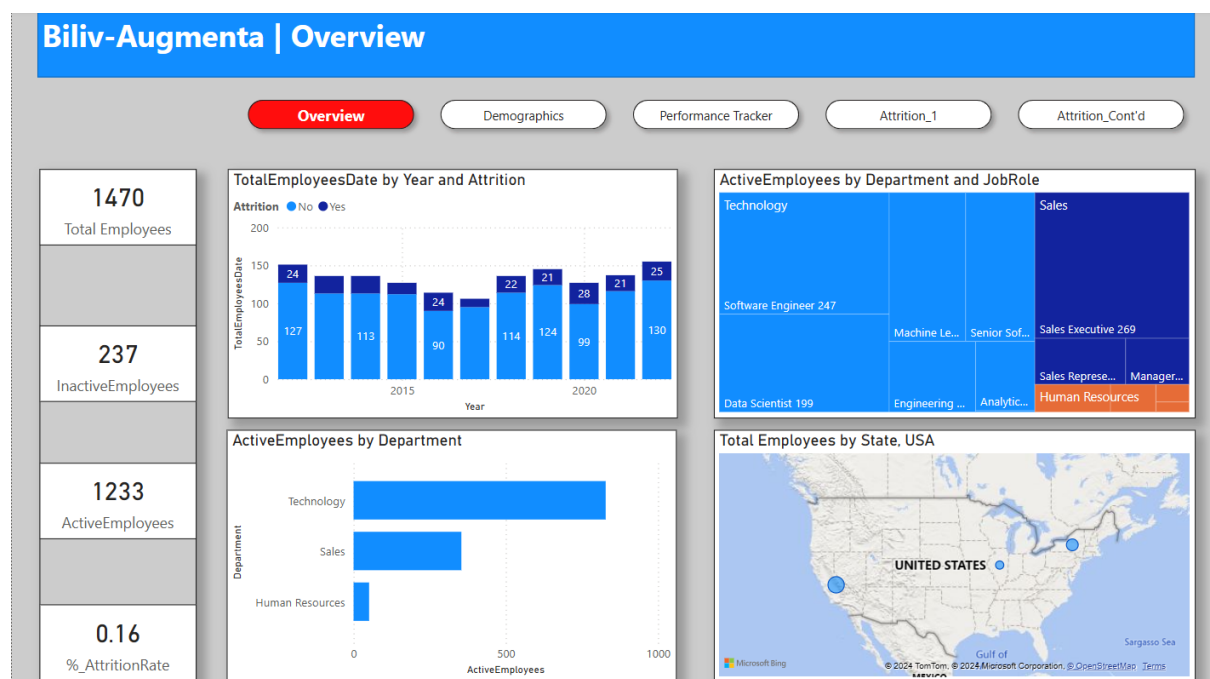 Biliv-Augmenta | Overview
Overview
Demographics
Performance Tracker
Attrition_1
Attrition_Cont'd
1470
Total Employees
237
InactiveEmployees
1233
ActiveEmployees
0.16
%_AttritionRate
TotalEmployeesDate by Year and Attrition
Attrition No Yes
TotalEmployeesDate
200
150
100
50
0
24
127
113
24
90
22
114
21
124
28
99
21
25
130
2015
2020
Year
ActiveEmployees by Department and JobRole
Technology
Software Engineer 247
Data Scientist 199
Machine Le...
Senior Sof...
Engineering ...
Analytic...
Sales
Sales Executive 269
Sales Represe...
Manager...
Human Resources
ActiveEmployees by Department
Department
Technology
Sales
Human Resources
0
500
1000
ActiveEmployees
Total Employees by State, USA
UNITED STATES
Sargasso Sea
Gulf of
MEXICO
Microsoft Bing
© 2024 TomTom, © 2024 Microsoft Corporation, © OpenStreetMap Terms